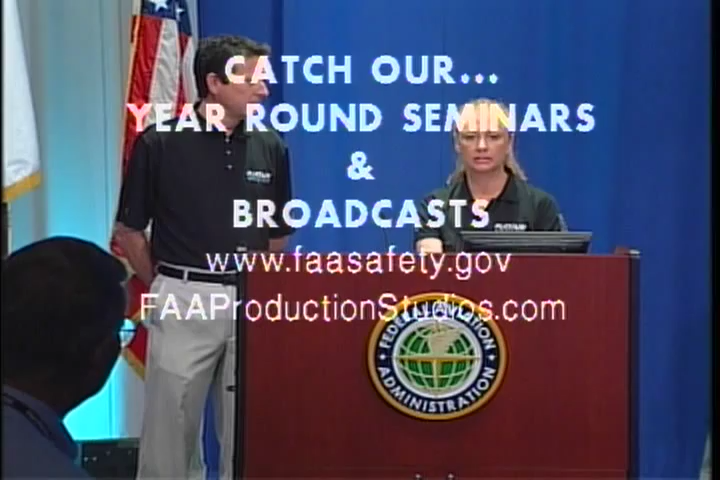 CATCH OUR...
YEAR ROUND SEMINARS
&
BROADCASTS
www.faasafety.gov
FAAProductionStudios.com
FEDERAL AVIATION
ADMINISTRATION